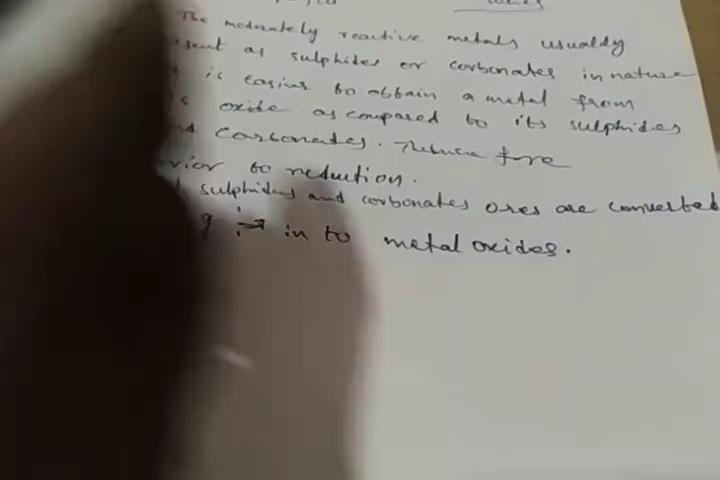 The moderately reactive metals usually
as sulphides or carbonates in nature
is easier to obtain a metal from
oxide as compared to its sulphides
carbonates. fore
to reduction.
sulphides and carbonates ores are converted
in to metal oxides.